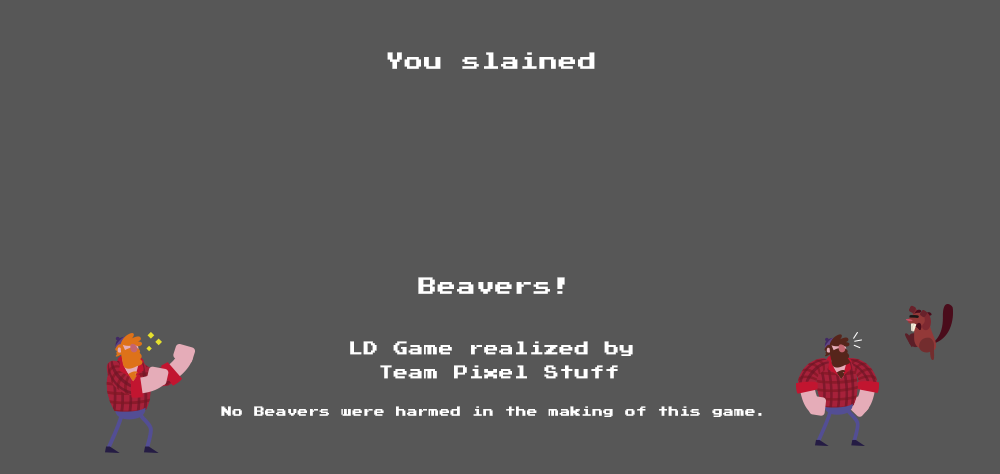 You slained
Beavers!
LD Game realized by
Team Pixel Stuff
No Beavers were harmed in the making of this game.